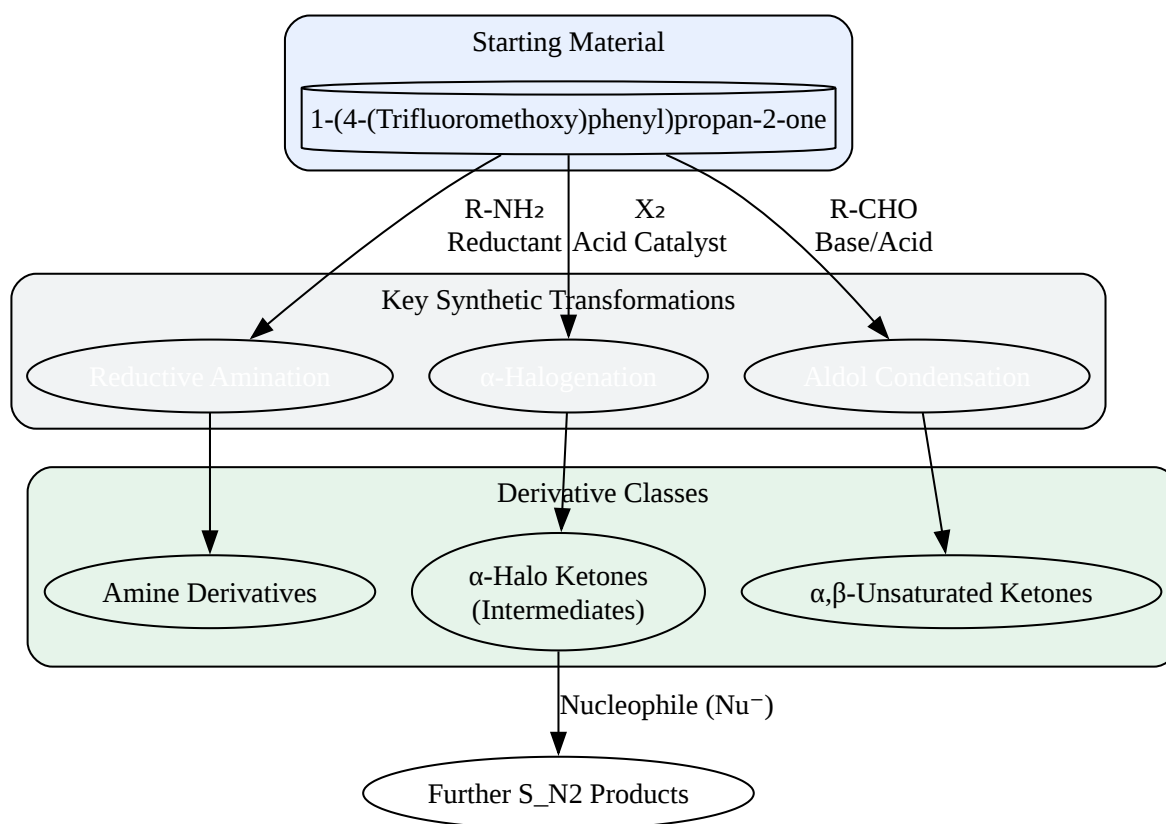 Starting Material
1-(4-(Trifluoromethoxy)phenyl)propan-2-one
R-NH₂
Reductant
X₂
Acid Catalyst
R-CHO
Base/Acid
Key Synthetic Transformations
Reductive Amination
α-Halogenation
Aldol Condensation
Derivative Classes
Amine Derivatives
α-Halo Ketones
(Intermediates)
α,β-Unsaturated Ketones
Nucleophile (Nu⁻)
Further S_N2 Products